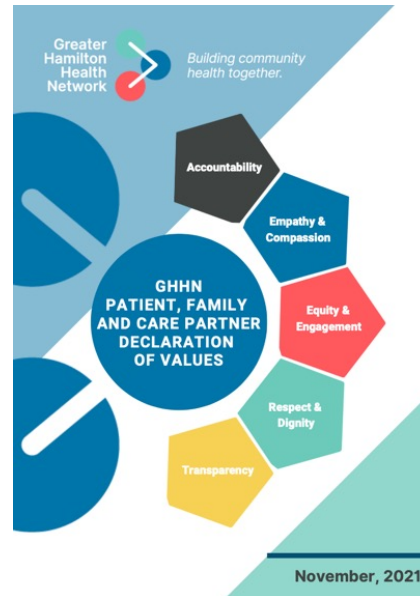 Greater
Hamilton
Health
Network
Building community
health together.
Accountability
Empathy &
Compassion
GHHN
PATIENT, FAMILY
AND CARE PARTNER
DECLARATION
OF VALUES
Equity &
Engagement
Respect &
Dignity
Transparency
November, 2021